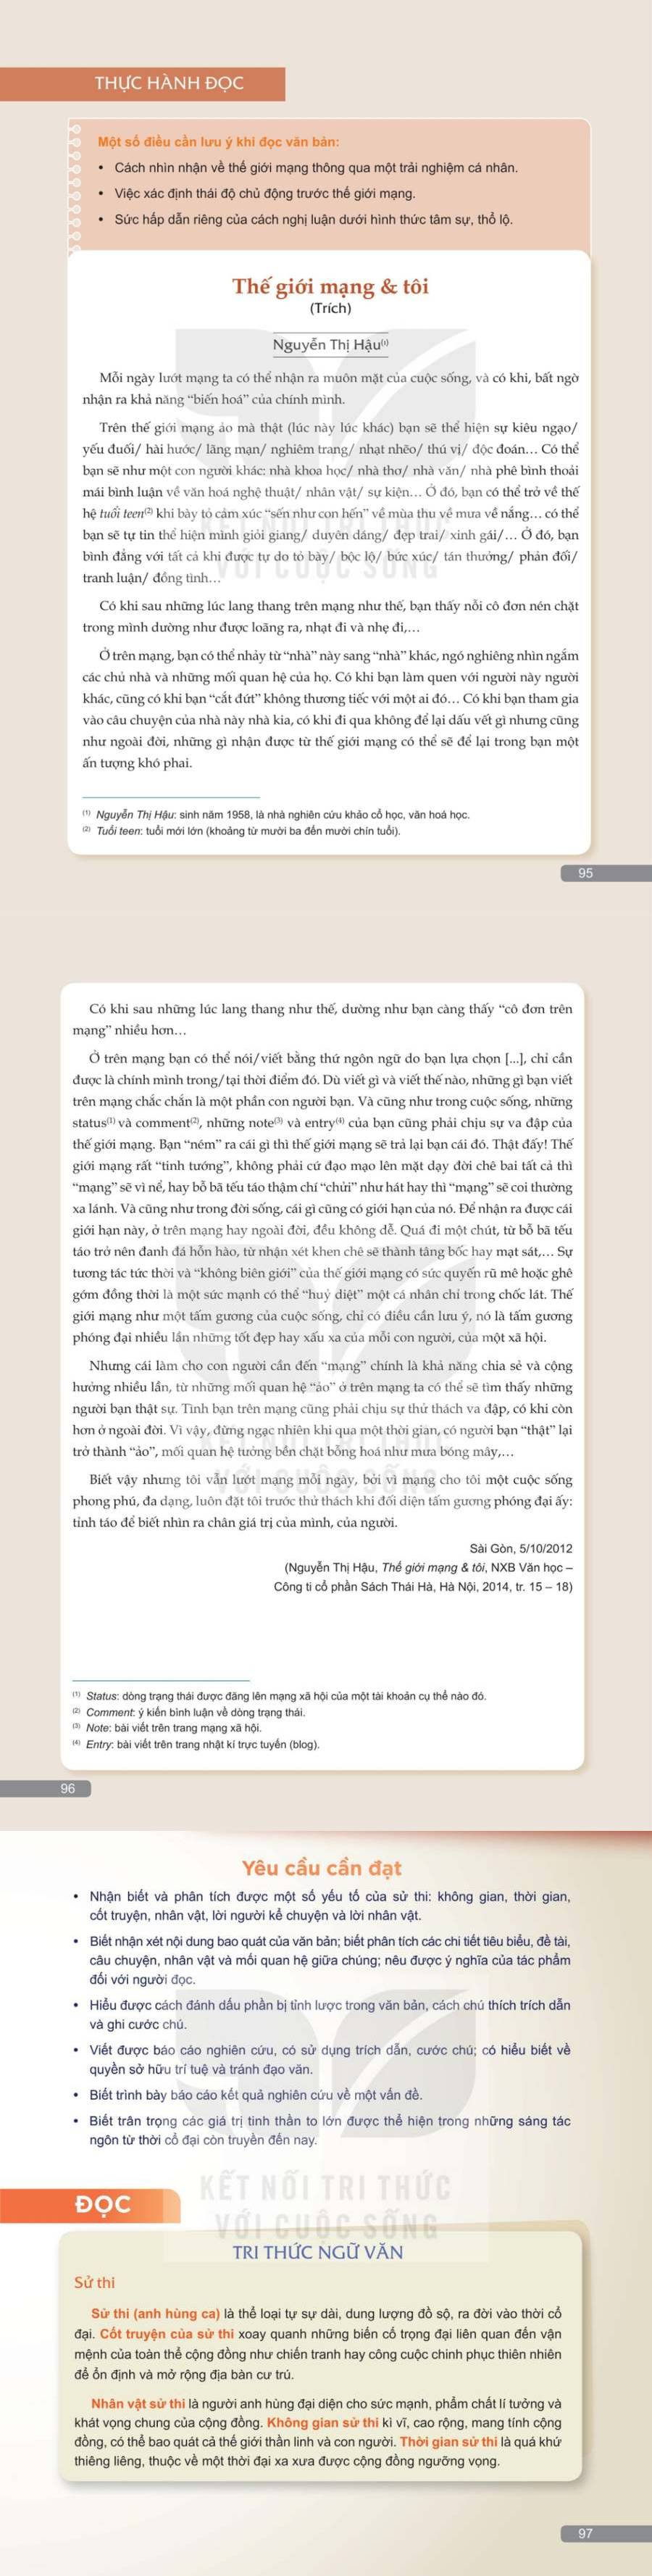 THỰC HÀNH ĐỌC
Một số điều cần lưu ý khi đọc văn bản:
• Cách nhìn nhận về thế giới mạng thông qua một trải nghiệm cá nhân.
• Việc xác định thái độ chủ động trước thế giới mạng.
• Sức hấp dẫn riêng của cách nghị luận dưới hình thức tâm sự, thổ lộ.
Thế giới mạng & tôi
(Trích)
Nguyễn Thị Hậu(1)
Mỗi ngày lướt mạng ta có thể nhận ra muôn mặt của cuộc sống, và có khi, bất ngờ
nhận ra khả năng “biến hoá” của chính mình.
Trên thế giới mạng ảo mà thật (lúc này lúc khác) bạn sẽ thể hiện sự kiêu ngạo/
yếu đuối/ hài hước/ lãng mạn/ nghiêm trang/ nhạt nhẽo/ thú vị/ độc đoán... Có thể
bạn sẽ như một con người khác: nhà khoa học/ nhà thơ/ nhà văn/ nhà phê bình thoải
mái bình luận về văn hoá nghệ thuật/ nhân vật/ sự kiện... Ở đó, bạn có thể trở về thế
hệ tuổi teen(2) khi bày tỏ cảm xúc “sến như con hến” về mùa thu về mưa về nắng... có thể
bạn sẽ tự tin thể hiện mình giỏi giang/ duyên dáng/ đẹp trai/ xinh gái/... Ở đó, bạn
bình đẳng với tất cả khi được tự do tỏ bày/ bộc lộ/ bức xúc/ tán thưởng/ phản đối/
tranh luận/ đồng tình...
Có khi sau những lúc lang thang trên mạng như thế, bạn thấy nỗi cô đơn nén chặt
trong mình dường như được loãng ra, nhạt đi và nhẹ đi,...
Ở trên mạng, bạn có thể nhảy từ “nhà” này sang “nhà” khác, ngó nghiêng nhìn ngắm
các chủ nhà và những mối quan hệ của họ. Có khi bạn làm quen với người này người
khác, cũng có khi bạn “cắt đứt” không thương tiếc với một ai đó... Có khi bạn tham gia
vào câu chuyện của nhà này nhà kia, có khi đi qua không để lại dấu vết gì nhưng cũng
như ngoài đời, những gì nhận được từ thế giới mạng có thể sẽ để lại trong bạn một
ấn tượng khó phai.
(1) Nguyễn Thị Hậu: sinh năm 1958, là nhà nghiên cứu khảo cổ học, văn hoá học.
(2) Tuổi teen: tuổi mới lớn (khoảng từ mười ba đến mười chín tuổi).
95
Có khi sau những lúc lang thang như thế, dường như bạn càng thấy “cô đơn trên
mạng” nhiều hơn...
Ở trên mạng bạn có thể nói/viết bằng thứ ngôn ngữ do bạn lựa chọn [...], chỉ cần
được là chính mình trong/tại thời điểm đó. Dù viết gì và viết thế nào, những gì bạn viết
trên mạng chắc chắn là một phần con người bạn. Và cũng như trong cuộc sống, những
status(1) và comment(2), những note(3) và entry(4) của bạn cũng phải chịu sự va đập của
thế giới mạng. Bạn “ném” ra cái gì thì thế giới mạng sẽ trả lại bạn cái đó. Thật đấy! Thế
giới mạng rất “tinh tướng”, không phải cứ đạo mạo lên mặt dạy đời chê bai tất cả thì
“mạng” sẽ vì nể, hay bỗ bã tếu táo thậm chí “chửi” như hát hay thì “mạng” sẽ coi thường
xa lánh. Và cũng như trong đời sống, cái gì cũng có giới hạn của nó. Để nhận ra được cái
giới hạn này, ở trên mạng hay ngoài đời, đều không dễ. Quá đi một chút, từ bỗ bã tếu
táo trở nên đanh đá hỗn hào, từ nhận xét khen chê sẽ thành tâng bốc hay mạt sát,... Sự
tương tác tức thời và “không biên giới” của thế giới mạng có sức quyến rũ mê hoặc ghê
gớm đồng thời là một sức mạnh có thể “huỷ diệt” một cá nhân chỉ trong chốc lát. Thế
giới mạng như một tấm gương của cuộc sống, chỉ có điều cần lưu ý, nó là tấm gương
phóng đại nhiều lần những tốt đẹp hay xấu xa của mỗi con người, của một xã hội.
Nhưng cái làm cho con người cần đến “mạng” chính là khả năng chia sẻ và cộng
hưởng nhiều lần, từ những mối quan hệ “ảo” ở trên mạng ta có thể sẽ tìm thấy những
người bạn thật sự. Tình bạn trên mạng cũng phải chịu sự thử thách va đập, có khi còn
hơn ở ngoài đời. Vì vậy, đừng ngạc nhiên khi qua một thời gian, có người bạn “thật” lại
trở thành “ảo”, mối quan hệ tưởng bền chặt bỗng hoá như mưa bóng mây,...
Biết vậy nhưng tôi vẫn lướt mạng mỗi ngày, bởi vì mạng cho tôi một cuộc sống
phong phú, đa dạng, luôn đặt tôi trước thử thách khi đối diện tấm gương phóng đại ấy:
tỉnh táo để biết nhìn ra chân giá trị của mình, của người.
Sài Gòn, 5/10/2012
(Nguyễn Thị Hậu, Thế giới mạng & tôi, NXB Văn học –
Công ti cổ phần Sách Thái Hà, Hà Nội, 2014, tr. 15 – 18)
(1) Status: dòng trạng thái được đăng lên mạng xã hội của một tài khoản cụ thể nào đó.
(2) Comment: ý kiến bình luận về dòng trạng thái.
(3) Note: bài viết trên trang mạng xã hội.
(4) Entry: bài viết trên trang nhật kí trực tuyến (blog).
96
Yêu cầu cần đạt
• Nhận biết và phân tích được một số yếu tố của sử thi: không gian, thời gian,
cốt truyện, nhân vật, lời người kể chuyện và lời nhân vật.
• Biết nhận xét nội dung bao quát của văn bản; biết phân tích các chi tiết tiêu biểu, đề tài,
câu chuyện, nhân vật và mối quan hệ giữa chúng; nêu được ý nghĩa của tác phẩm
đối với người đọc.
• Hiểu được cách đánh dấu phần bị tỉnh lược trong văn bản, cách chú thích trích dẫn
và ghi cước chú.
• Viết được báo cáo nghiên cứu, có sử dụng trích dẫn, cước chú; có hiểu biết về
quyền sở hữu trí tuệ và tránh đạo văn.
• Biết trình bày báo cáo kết quả nghiên cứu về một vấn đề.
• Biết trân trọng các giá trị tinh thần to lớn được thể hiện trong những sáng tác
ngôn từ thời cổ đại còn truyền đến nay.
KẾT NỐI TRI THỨC
VỚI CUỘC SỐNG
ĐỌC
TRI THỨC NGỮ VĂN
Sử thi
Sử thi (anh hùng ca) là thể loại tự sự dài, dung lượng đồ sộ, ra đời vào thời cổ
đại. Cốt truyện của sử thi xoay quanh những biến cố trọng đại liên quan đến vận
mệnh của toàn thể cộng đồng như chiến tranh hay công cuộc chinh phục thiên nhiên
để ổn định và mở rộng địa bàn cư trú.
Nhân vật sử thi là người anh hùng đại diện cho sức mạnh, phẩm chất lí tưởng và
khát vọng chung của cộng đồng. Không gian sử thi kì vĩ, cao rộng, mang tính cộng
đồng, có thể bao quát cả thế giới thần linh và con người. Thời gian sử thi là quá khứ
thiêng liêng, thuộc về một thời đại xa xưa được cộng đồng ngưỡng vọng.
97